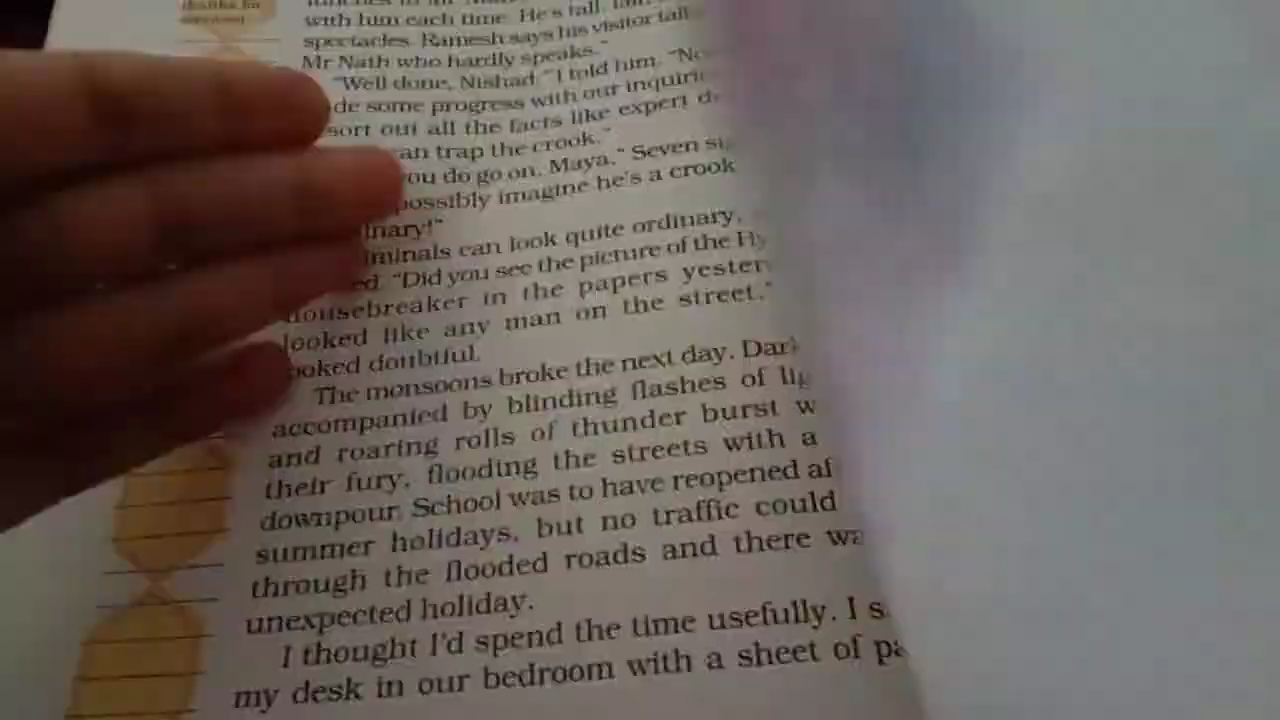 thanks for
with him each time. He's tall,
spectacles. Ramesh says his visitor
Mr Nath who hardly speaks."
"Well done, Nishad," I told him. "No
de some progress with our inquiri
sort out all the facts like expert d
an trap the crook."
ou do go on, Maya." Seven
possibly imagine he's a crook
inary!"
iminals can look quite ordinary,
ed. "Did you see the picture of the Hy
housebreaker in the papers yester
looked like any man on the street."
ooked doubtful.
The monsoons broke the next day. Dar
accompanied by blinding flashes of lig
and roaring rolls of thunder burst w
their fury, flooding the streets with a
downpour. School was to have reopened af
summer holidays, but no traffic could
through the flooded roads and there wa
unexpected holiday.
I thought I'd spend the time usefully. I s
my desk in our bedroom with a sheet of pa